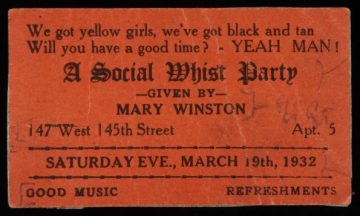 We got yellow girls, we've got black and tan
Will you have a good time? - YEAH MAN!
A Social Whist Party
—GIVEN BY—
MARY WINSTON
147 West 145th Street Apt. 5
SATURDAY EVE., MARCH 19th, 1932
GOOD MUSIC REFRESHMENTS